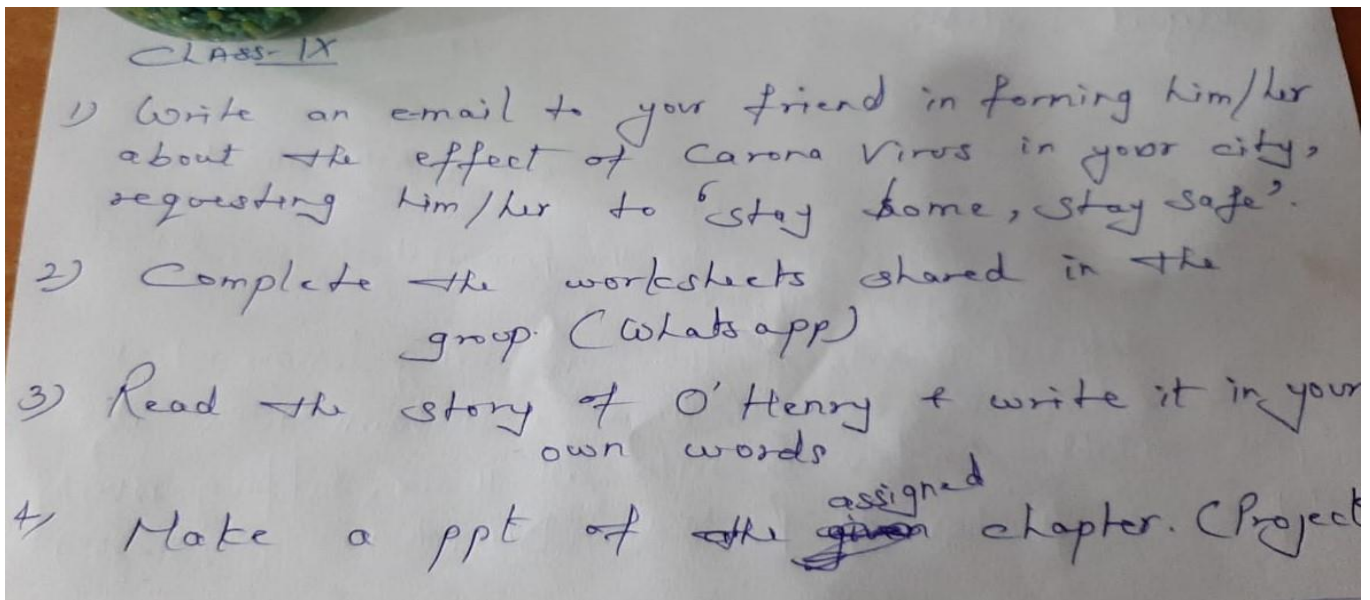 CLASS-IX
1) Write an e-mail to your friend in forming him/her
about the effect of Carona Virus in your city,
requesting him/her to 'stay home, stay safe'.
2) Complete the worksheets shared in the
group. (Whatsapp)
3) Read the story of O'Henry & write it in your
own words
assigned
4) Make a ppt of the given chapter. (Project